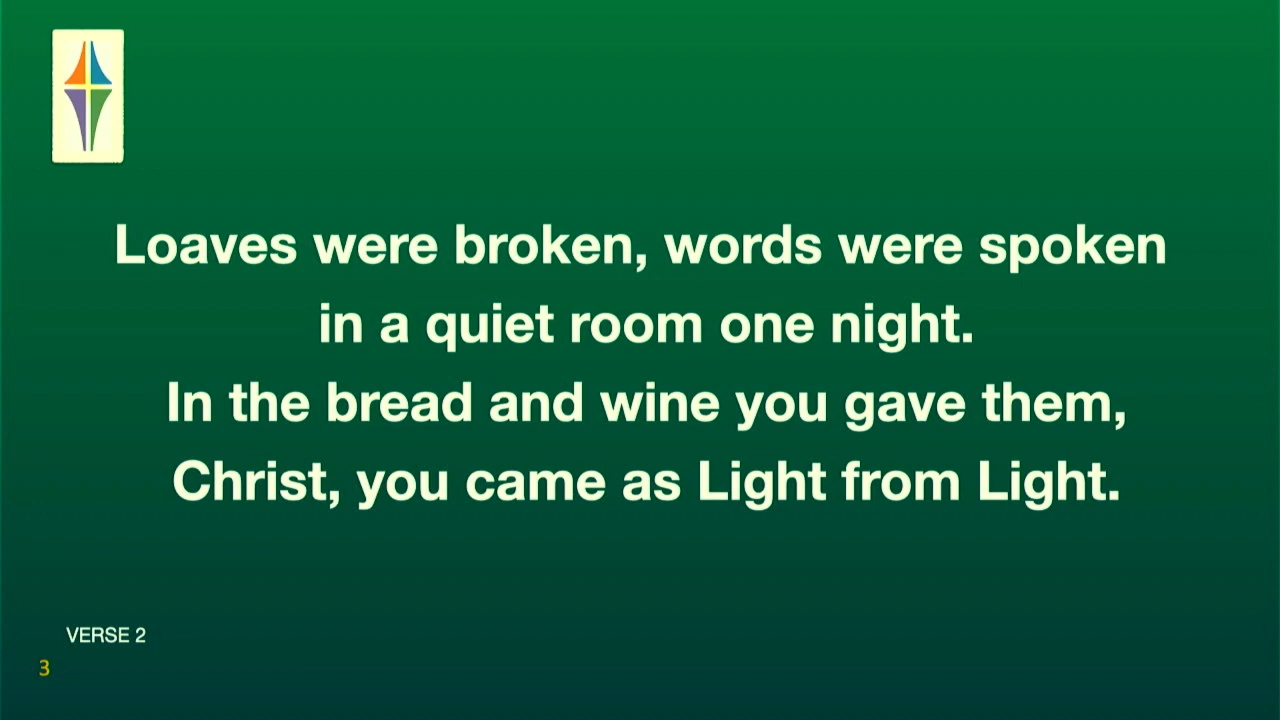 Loaves were broken, words were spoken
in a quiet room one night.
In the bread and wine you gave them,
Christ, you came as Light from Light.
VERSE 2
3